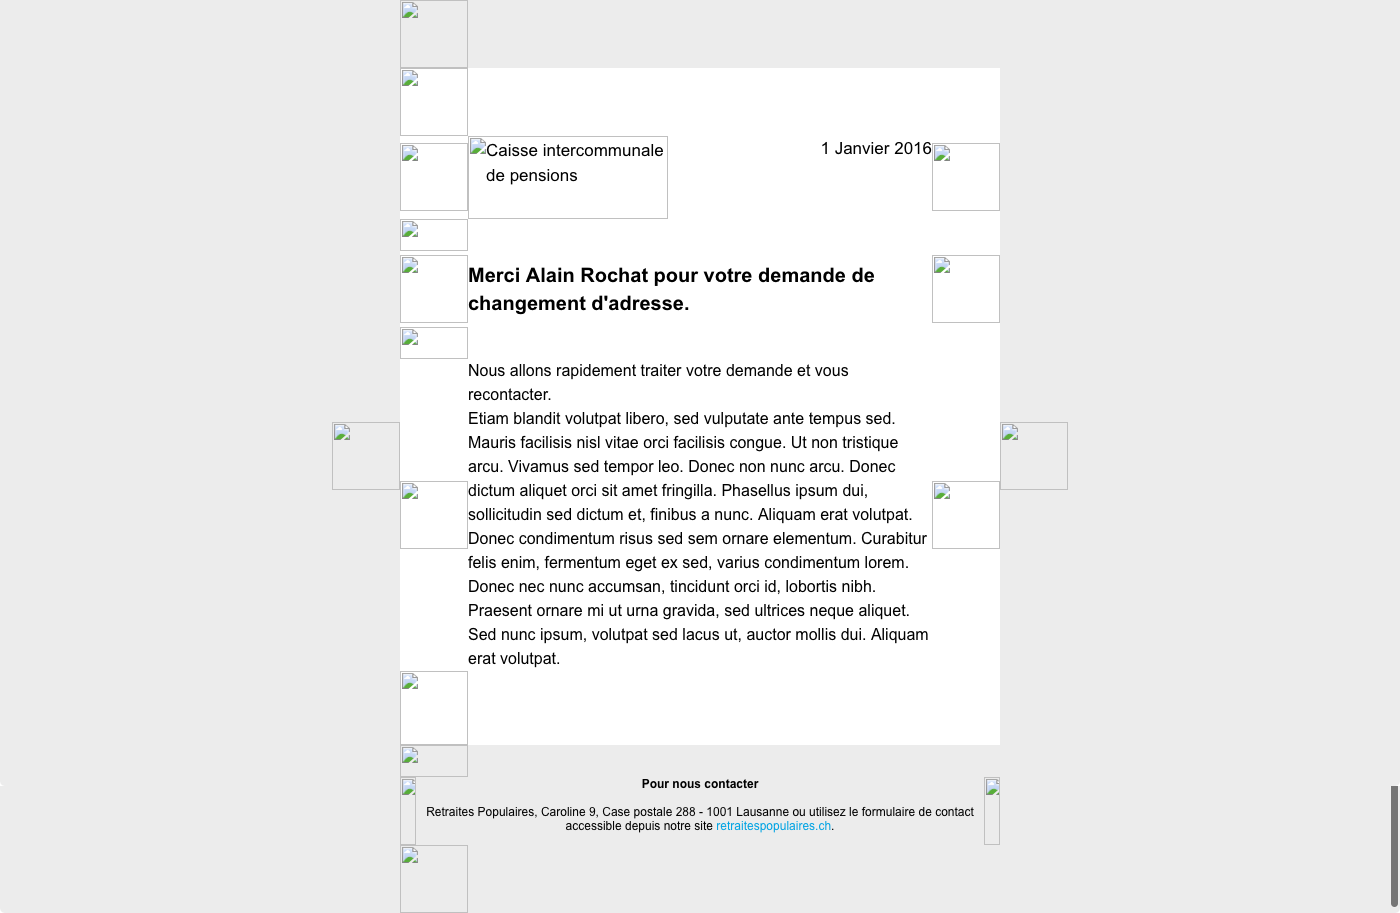 Caisse intercommunale
de pensions
1 Janvier 2016
Merci Alain Rochat pour votre demande de
changement d'adresse.
Nous allons rapidement traiter votre demande et vous
recontacter.
Etiam blandit volutpat libero, sed vulputate ante tempus sed.
Mauris facilisis nisl vitae orci facilisis congue. Ut non tristique
arcu. Vivamus sed tempor leo. Donec non nunc arcu. Donec
dictum aliquet orci sit amet fringilla. Phasellus ipsum dui,
sollicitudin sed dictum et, finibus a nunc. Aliquam erat volutpat.
Donec condimentum risus sed sem ornare elementum. Curabitur
felis enim, fermentum eget ex sed, varius condimentum lorem.
Donec nec nunc accumsan, tincidunt orci id, lobortis nibh.
Praesent ornare mi ut urna gravida, sed ultrices neque aliquet.
Sed nunc ipsum, volutpat sed lacus ut, auctor mollis dui. Aliquam
erat volutpat.
Pour nous contacter
Retraites Populaires, Caroline 9, Case postale 288 - 1001 Lausanne ou utilisez le formulaire de contact
accessible depuis notre site retraitespopulaires.ch.